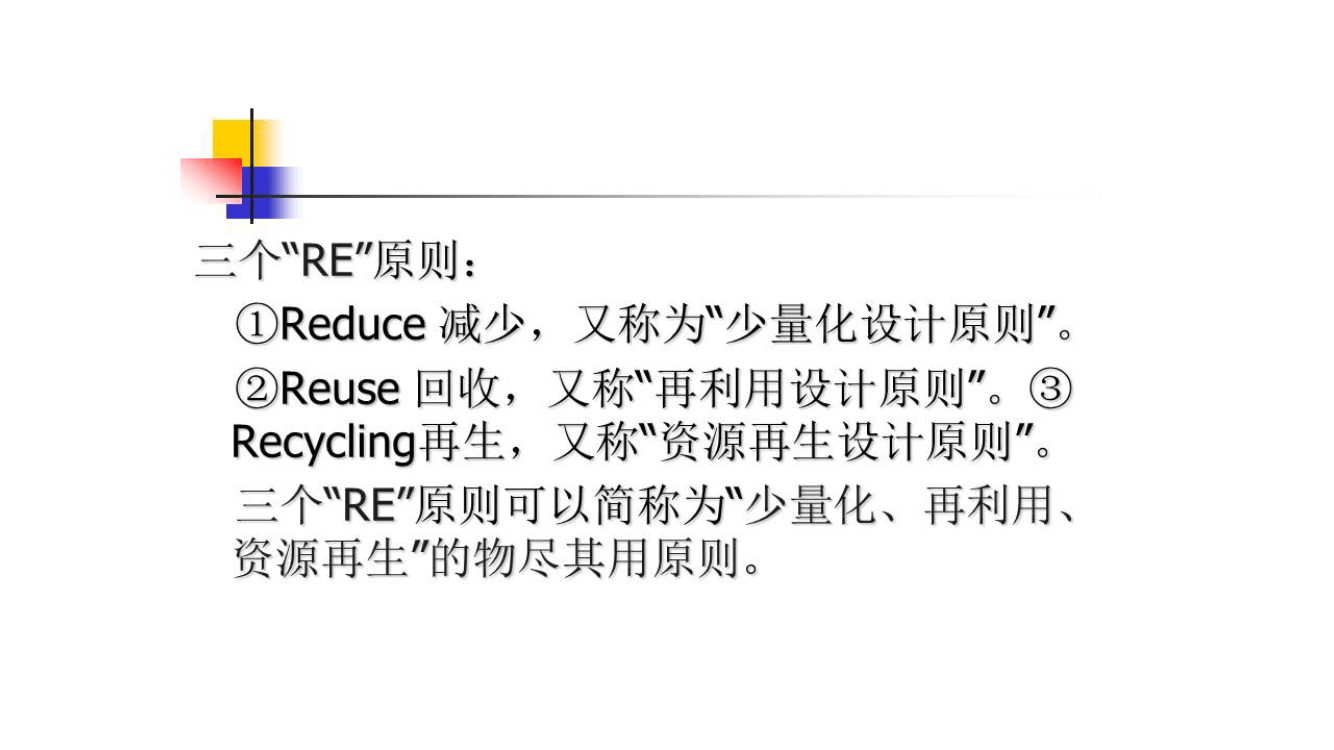 三个“RE”原则：
①Reduce 减少，又称为“少量化设计原则”。
②Reuse 回收，又称“再利用设计原则”。③
Recycling再生，又称“资源再生设计原则”。
三个“RE”原则可以简称为“少量化、再利用、
资源再生”的物尽其用原则。